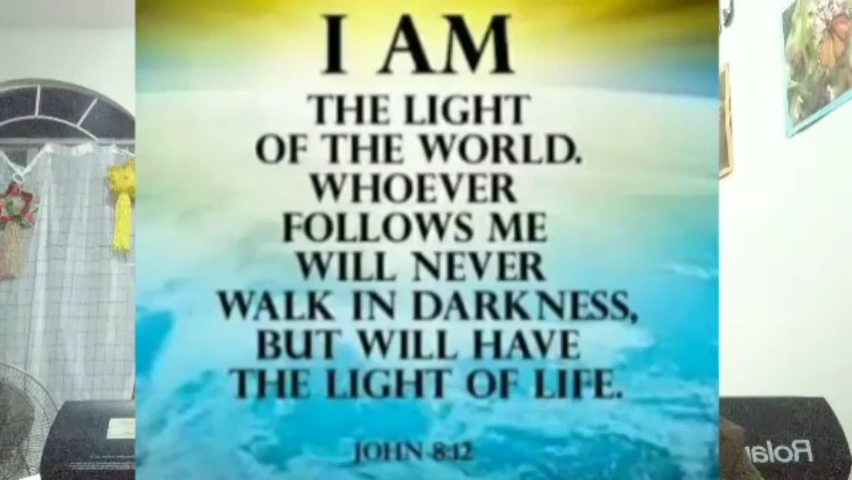 I AM
THE LIGHT
OF THE WORLD.
WHOEVER
FOLLOWS ME
WILL NEVER
WALK IN DARKNESS,
BUT WILL HAVE
THE LIGHT OF LIFE.
JOHN 8:12
Rola